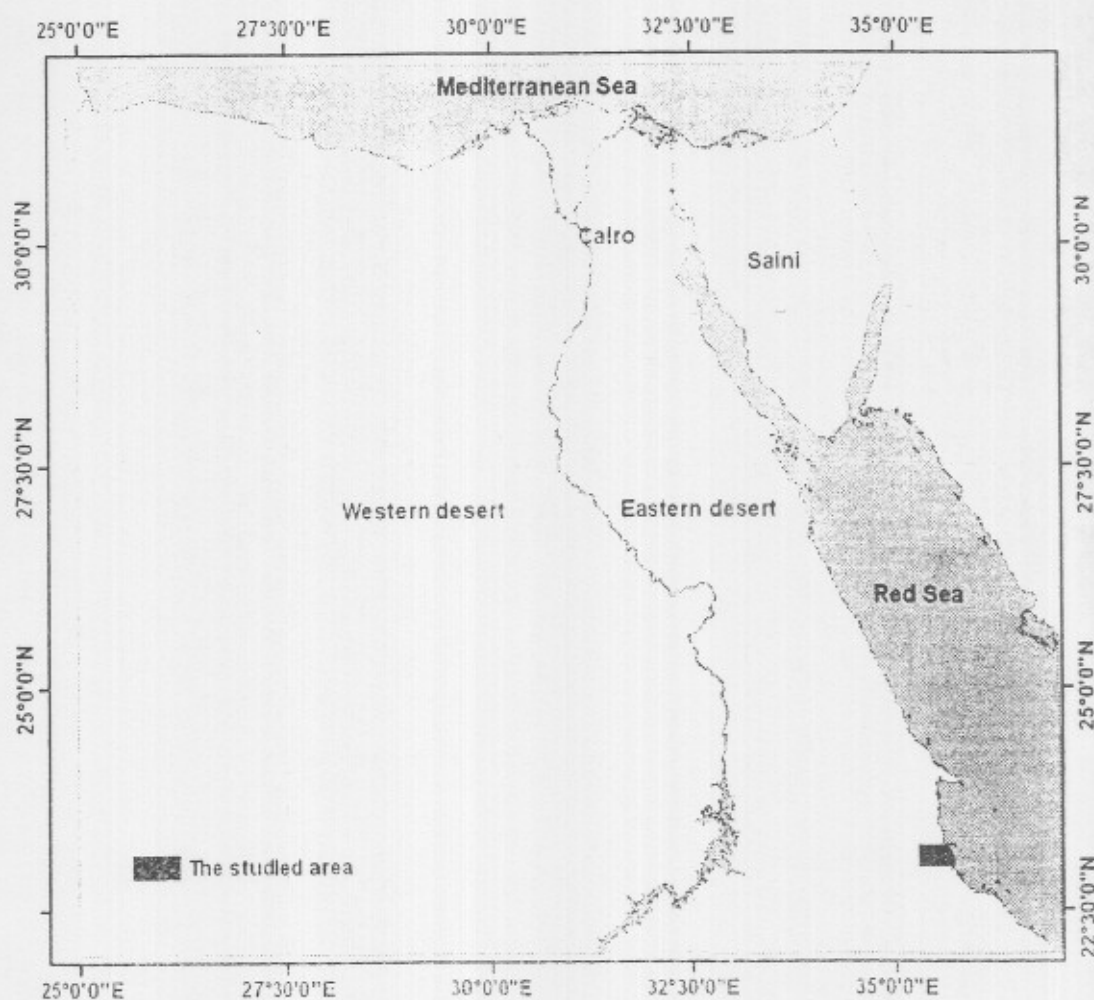 25°0'0"E 27°30'0"E 30°0'0"E 32°30'0"E 35°0'0"E
Mediterranean Sea
30°0'0"N
Cairo
Saini
30°0'0"N
27°30'0"N
Western desert
Eastern desert
Red Sea
25°0'0"N
25°0'0"N
27°30'0"N
The studied area
22°30'0"N
25°0'0"E 27°30'0"E 30°0'0"E 32°30'0"E 35°0'0"E